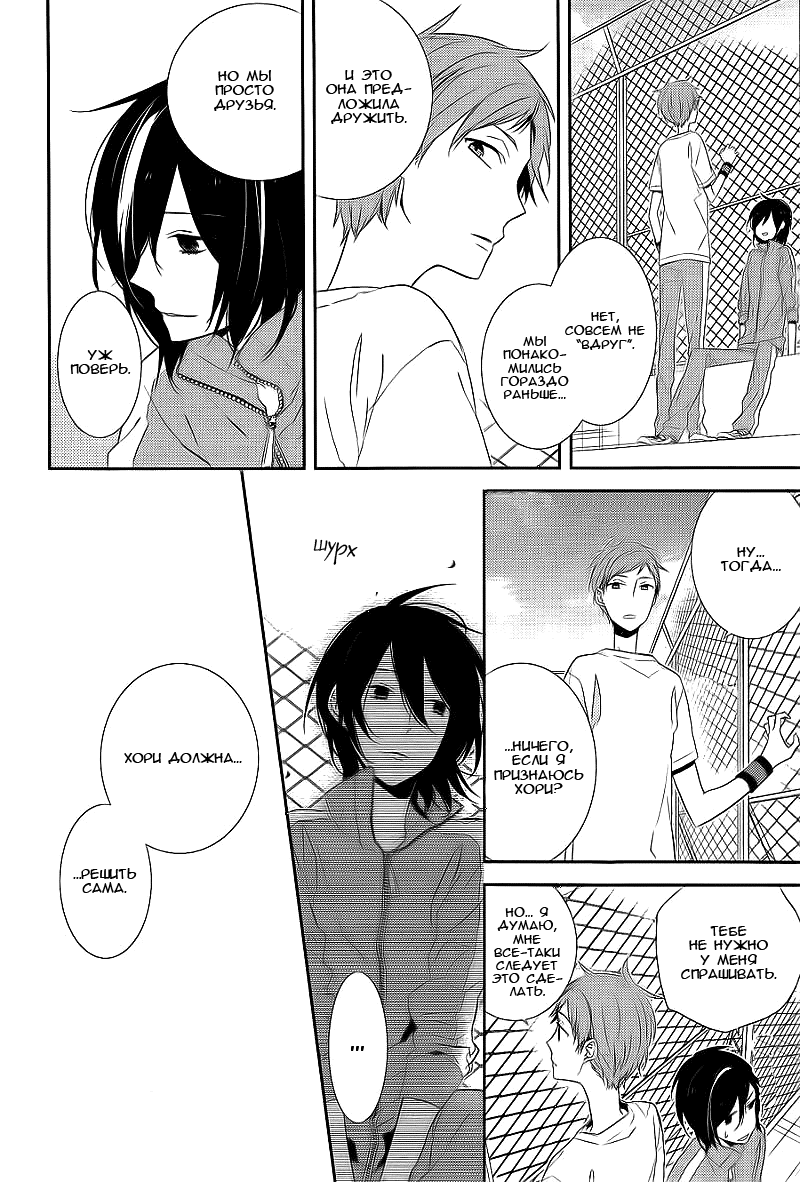 НЕТ,
СОВСЕМ НЕ
"ВДРУГ".
МЫ
ПОНАКО-
МИЛИСЬ
ГОРАЗДО
РАНЬШЕ...
И ЭТО
ОНА ПРЕД-
ЛОЖИЛА
ДРУЖИТЬ.
НО МЫ
ПРОСТО
ДРУЗЬЯ.
УЖ
ПОВЕРЬ.
НУ...
ТОГДА...
...НИЧЕГО,
ЕСЛИ Я
ПРИЗНАЮСЬ
ХОРИ?
ТЕБЕ
НЕ НУЖНО
У МЕНЯ
СПРАШИВАТЬ.
НО... Я
ДУМАЮ,
МНЕ
ВСЕ-ТАКИ
СЛЕДУЕТ
ЭТО СДЕ-
ЛАТЬ.
ШУРХ
...
ХОРИ ДОЛЖНА...
...РЕШИТЬ
САМА.